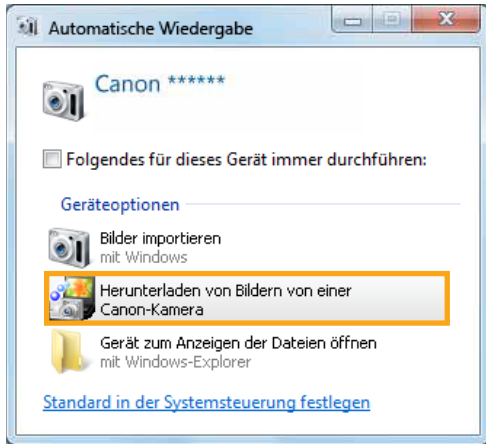 Automatische Wiedergabe
Canon ******
Folgendes für dieses Gerät immer durchführen:
Geräteoptionen
Bilder importieren
mit Windows
Herunterladen von Bildern von einer
Canon-Kamera
Gerät zum Anzeigen der Dateien öffnen
mit Windows-Explorer
Standard in der Systemsteuerung festlegen